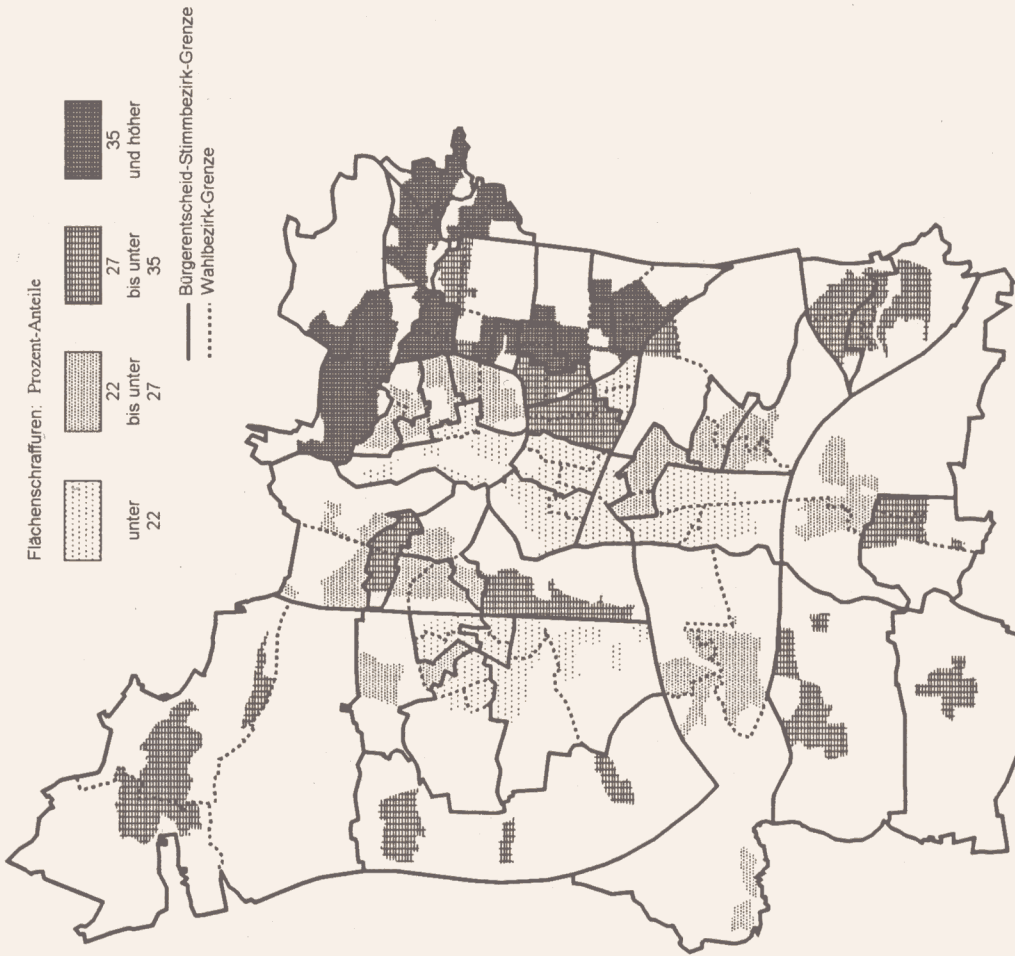 Flächenschraffuren: Prozent-Anteile
unter
22
22
bis unter
27
27
bis unter
35
35
und höher
Bürgerentscheid-Stimmbezirk-Grenze
Wahlbezirk-Grenze